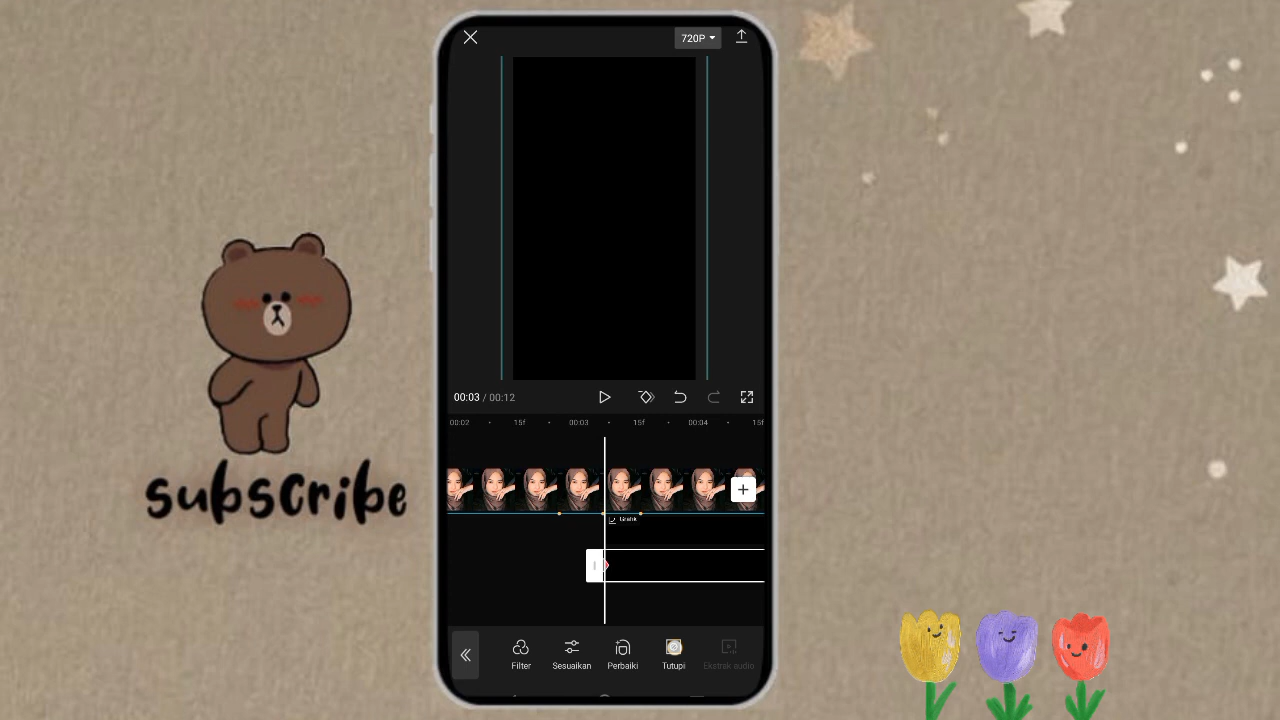 720P
00:03 / 00:12
00:02 15f 00:03 15f 00:04 15f
Grafik
subscribe
Filter Sesuaikan Perbaiki Tutupi Ekstrak audio